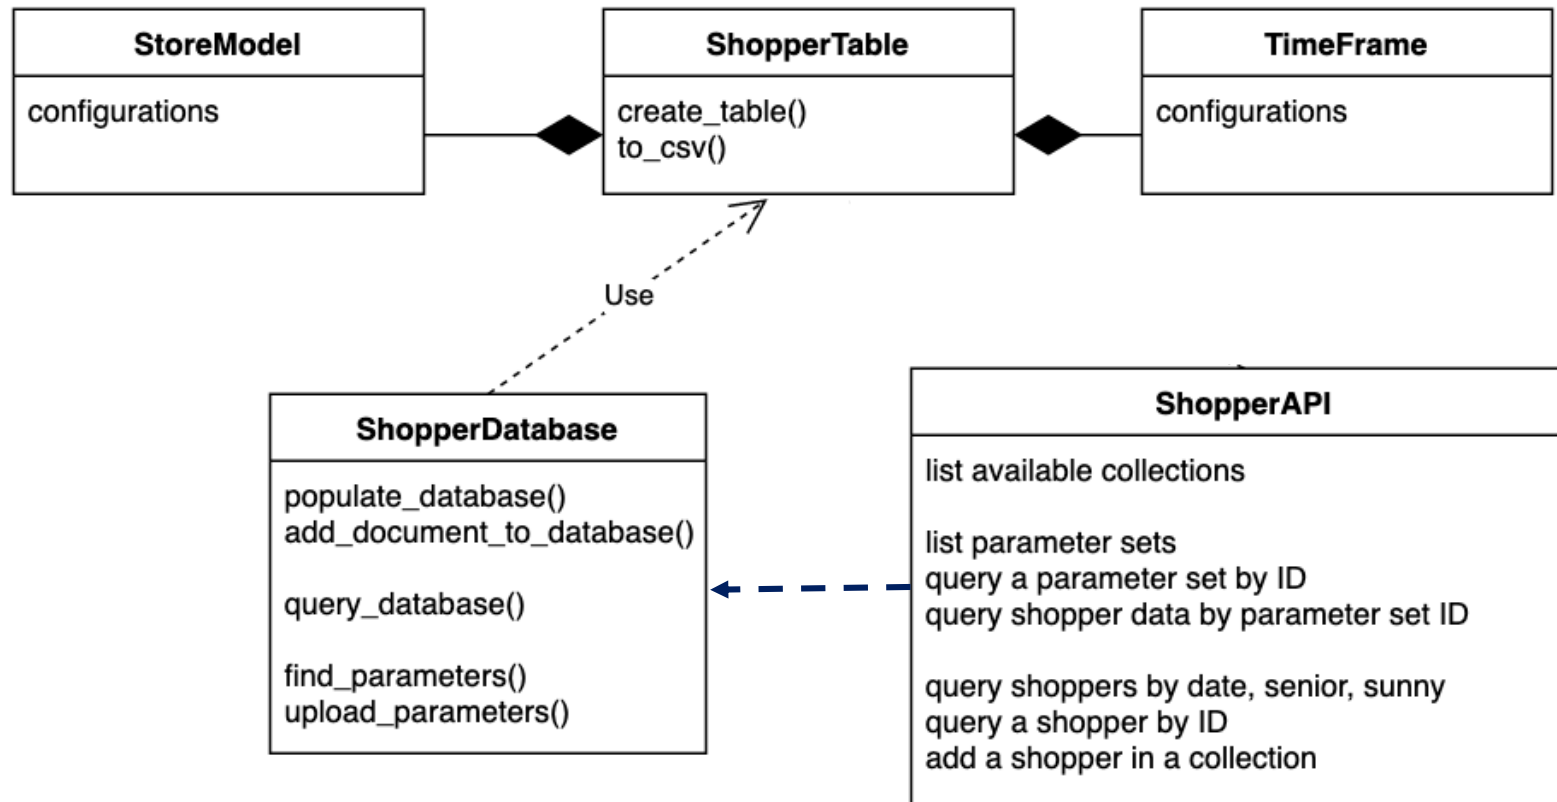 StoreModel
configurations
ShopperTable
create_table()
to_csv()
TimeFrame
configurations
Use
ShopperDatabase
populate_database()
add_document_to_database()
query_database()
find_parameters()
upload_parameters()
ShopperAPI
list available collections
list parameter sets
query a parameter set by ID
query shopper data by parameter set ID
query shoppers by date, senior, sunny
query a shopper by ID
add a shopper in a collection